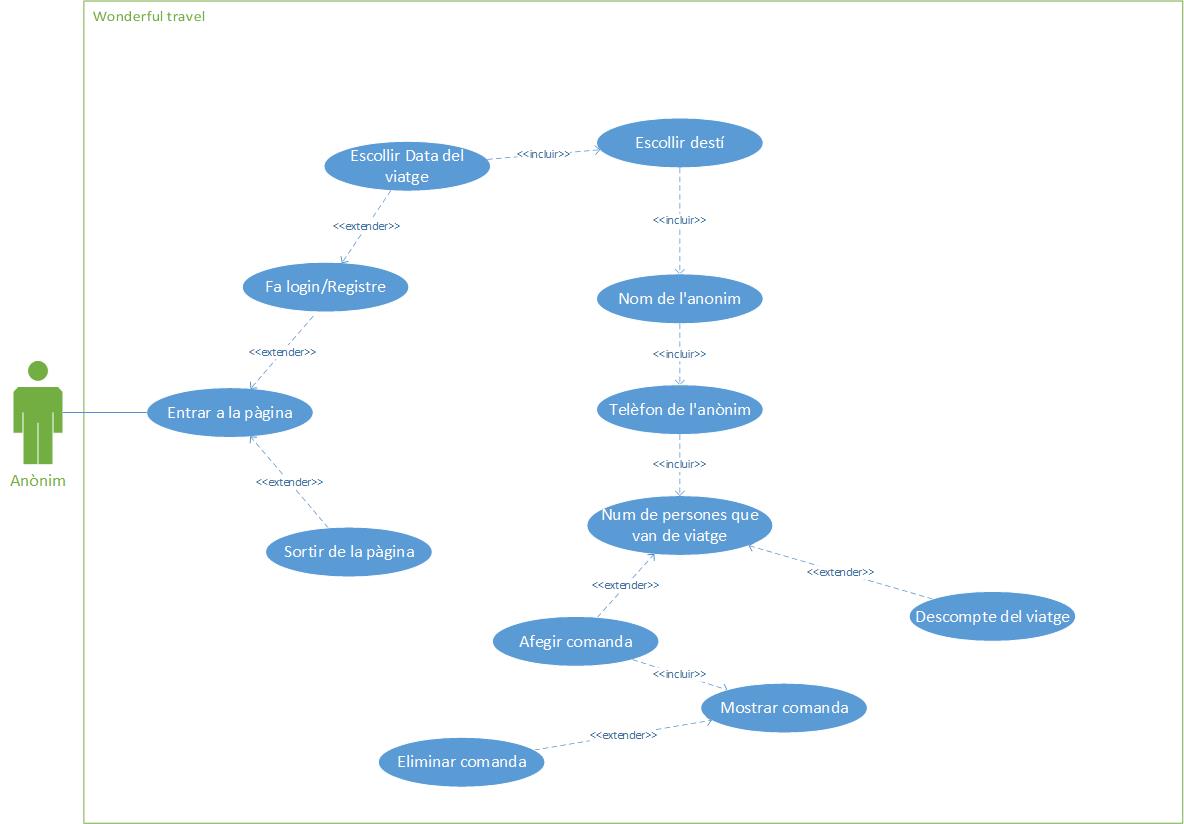 Wonderful travel
Escollir destí
Escollir Data del
viatge
<<incluir>>
<<incluir>>
<<extender>>
Fa login/Registre
Nom de l'anonim
<<extender>>
<<incluir>>
Entrar a la pàgina
Telèfon de l'anònim
Anònim
<<extender>>
<<incluir>>
Num de persones que
van de viatge
Sortir de la pàgina
<<extender>>
<<extender>>
Descompte del viatge
Afegir comanda
<<incluir>>
Mostrar comanda
<<extender>>
Eliminar comanda